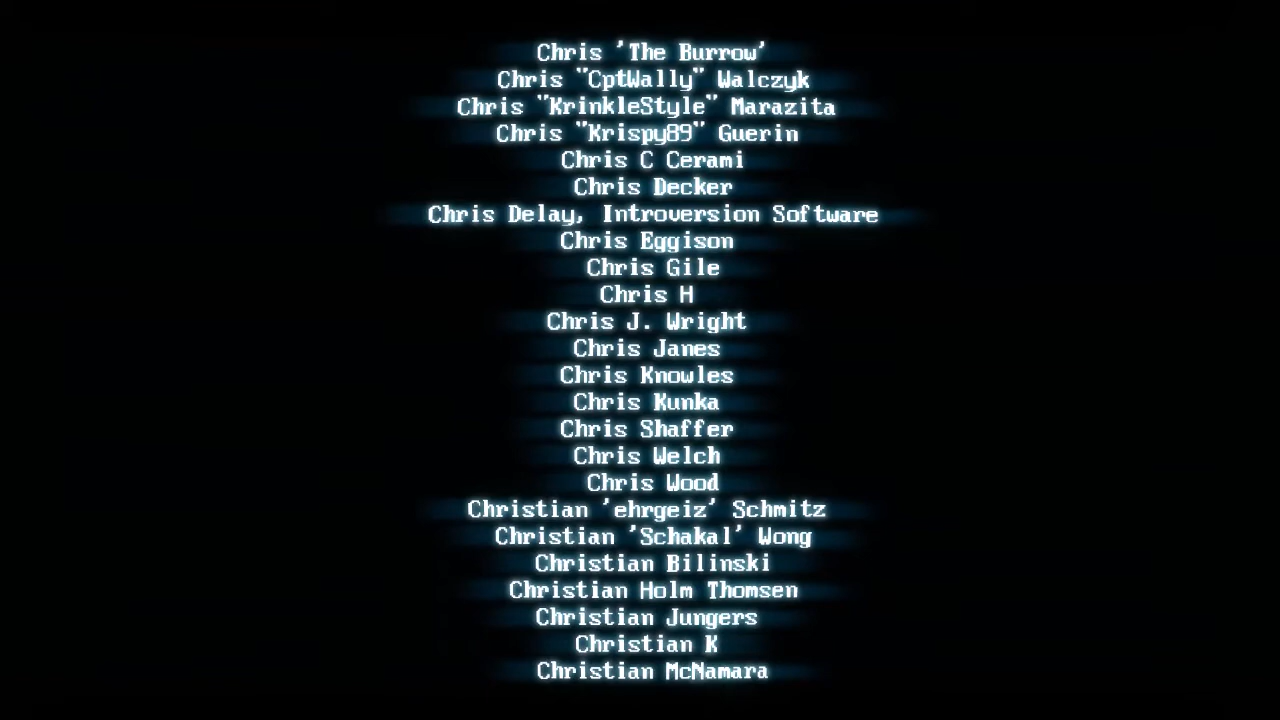 Chris 'The Burrow'
Chris "CptWally" Walczyk
Chris "KrinkleStyle" Marazita
Chris "Krispy89" Guerin
Chris C Cerami
Chris Decker
Chris Delay, Introversion Software
Chris Eggison
Chris Gile
Chris H
Chris J. Wright
Chris Janes
Chris Knowles
Chris Kunka
Chris Shaffer
Chris Welch
Chris Wood
Christian 'ehrgeiz' Schmitz
Christian 'Schakal' Wong
Christian Bilinski
Christian Holm Thomsen
Christian Jungers
Christian K
Christian McNamara